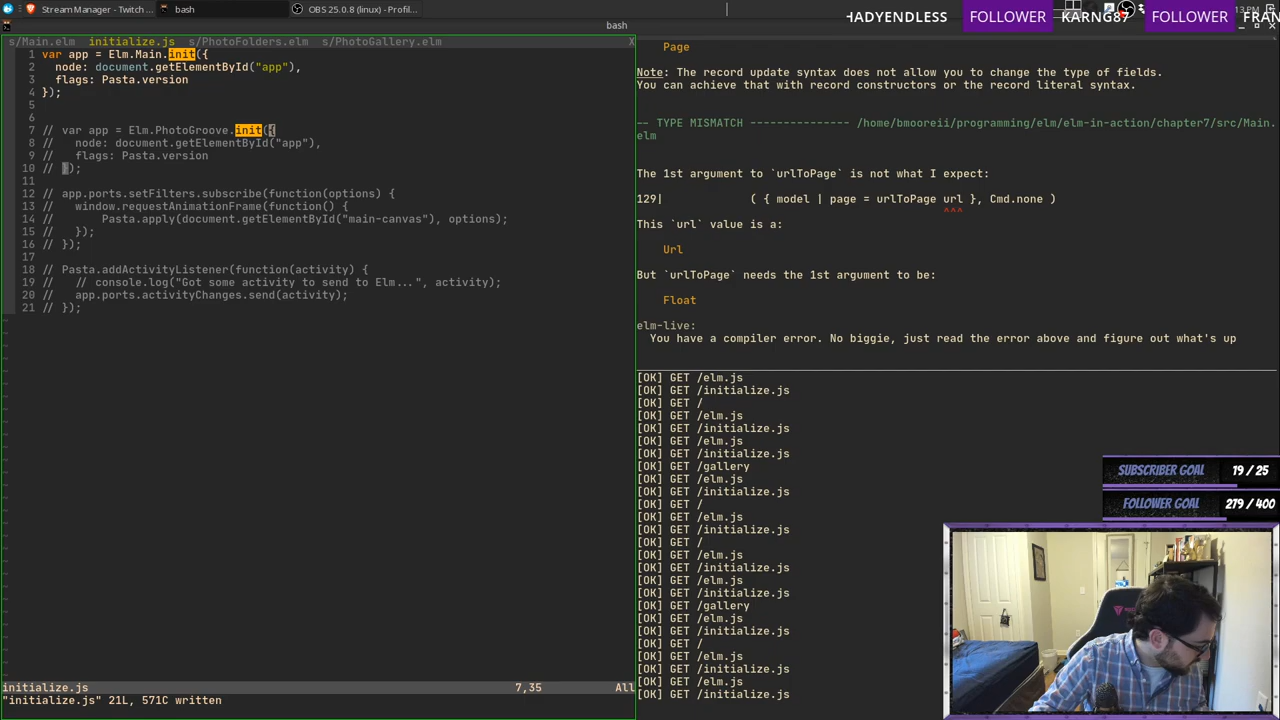 Stream Manager - Twitch
bash
OBS 25.0.8 (linux) - Profil...
3 PM
bash
HADYENDLESS FOLLOWER KARNG87 FOLLOWER FRAN
s/Main.elm initialize.js s/PhotoFolders.elm s/PhotoGallery.elm X
1 var app = Elm.Main.init({
2 node: document.getElementById("app"),
3 flags: Pasta.version
4 });
5
6
7 // var app = Elm.PhotoGroove.init({
8 // node: document.getElementById("app"),
9 // flags: Pasta.version
10 // });
11
12 // app.ports.setFilters.subscribe(function(options) {
13 // window.requestAnimationFrame(function() {
14 // Pasta.apply(document.getElementById("main-canvas"), options);
15 // });
16 // });
17
18 // Pasta.addActivityListener(function(activity) {
19 // // console.log("Got some activity to send to Elm...", activity);
20 // app.ports.activityChanges.send(activity);
21 // });
initialize.js 7,35 All
"initialize.js" 21L, 571C written
Page
Note: The record update syntax does not allow you to change the type of fields.
You can achieve that with record constructors or the record literal syntax.
-- TYPE MISMATCH --------------- /home/bmooreii/programming/elm/elm-in-action/chapter7/src/Main.
elm
The 1st argument to `urlToPage` is not what I expect:
129| ( { model | page = urlToPage url }, Cmd.none )
^^^
This `url` value is a:
Url
But `urlToPage` needs the 1st argument to be:
Float
elm-live:
You have a compiler error. No biggie, just read the error above and figure out what's up
[OK] GET /elm.js
[OK] GET /initialize.js
[OK] GET /
[OK] GET /elm.js
[OK] GET /initialize.js
[OK] GET /elm.js
[OK] GET /initialize.js
[OK] GET /gallery
[OK] GET /elm.js
[OK] GET /initialize.js
[OK] GET /
[OK] GET /elm.js
[OK] GET /initialize.js
[OK] GET /
[OK] GET /elm.js
[OK] GET /initialize.js
[OK] GET /elm.js
[OK] GET /initialize.js
[OK] GET /gallery
[OK] GET /elm.js
[OK] GET /initialize.js
[OK] GET /
[OK] GET /elm.js
[OK] GET /initialize.js
[OK] GET /elm.js
[OK] GET /initialize.js
SUBSCRIBER GOAL 19 / 25
FOLLOWER GOAL 279 / 400